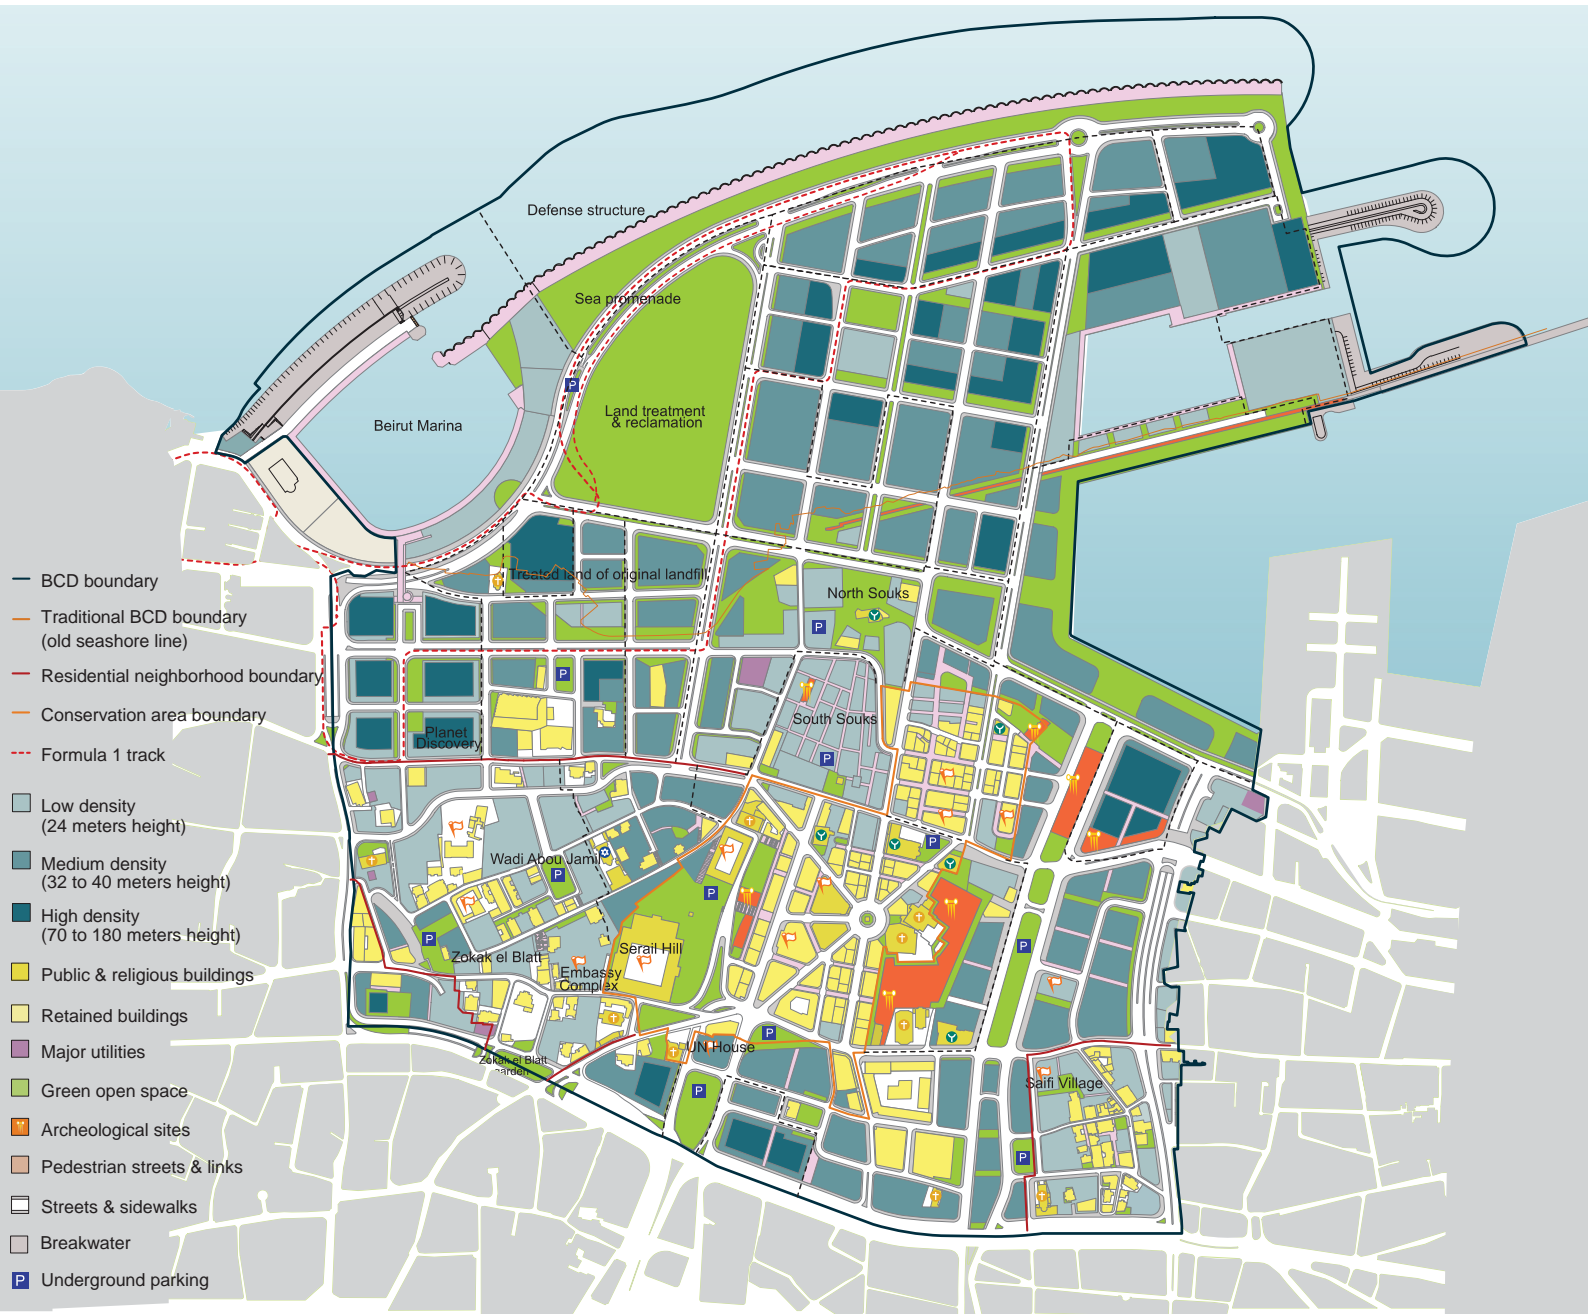 Defense structure
Sea promenade
Land treatment
& reclamation
Beirut Marina
P
Treated land of original landfill
North Souks
P
P
South Souks
P
Planet
Discovery
Wadi Abou Jamil
P
P
P
P
Zokak el Blatt
Serail Hill
Embassy
Complex
P
P
UN House
Zokak el Blatt
garden
P
Saifi Village
P
BCD boundary
Traditional BCD boundary
(old seashore line)
Residential neighborhood boundary
Conservation area boundary
Formula 1 track
Low density
(24 meters height)
Medium density
(32 to 40 meters height)
High density
(70 to 180 meters height)
Public & religious buildings
Retained buildings
Major utilities
Green open space
Archeological sites
Pedestrian streets & links
Streets & sidewalks
Breakwater
P Underground parking